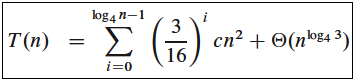 T(n) = \sum_{i=0}^{\log_4 n-1} \left(\frac{3}{16}\right)^i cn^2 + \Theta(n^{\log_4 3})